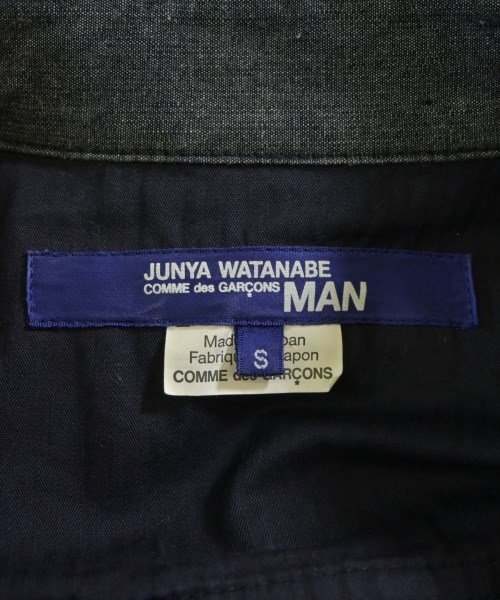 JUNYA WATANABE
COMME des GARÇONS MAN
S
COMME des GARÇONS